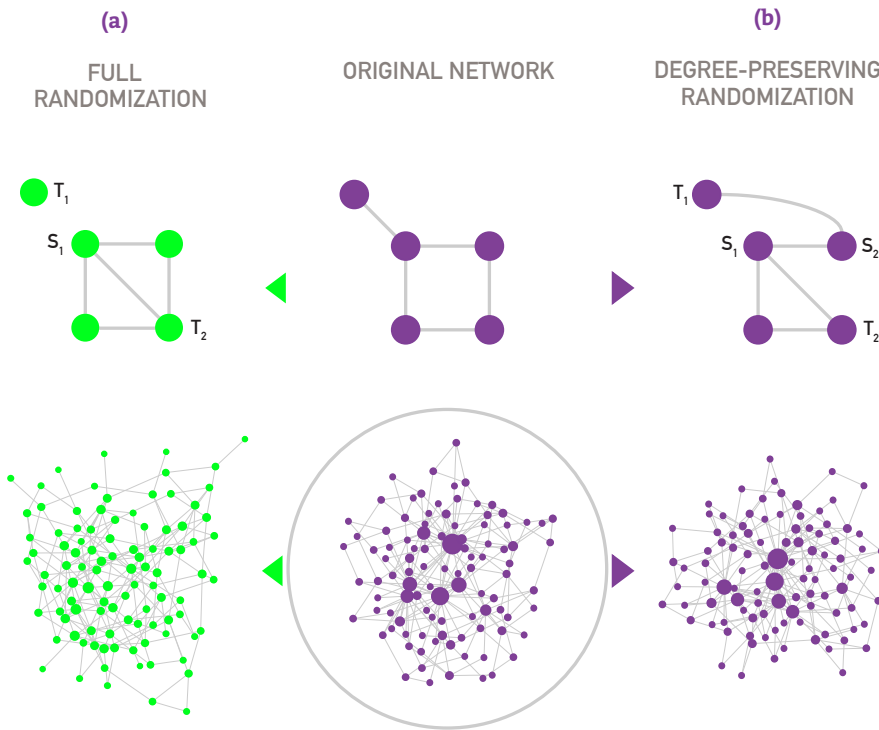 (a)
FULL
RANDOMIZATION
ORIGINAL NETWORK
(b)
DEGREE-PRESERVING
RANDOMIZATION
T₁
S₁
T₂
T₁
S₁
S₂
T₂